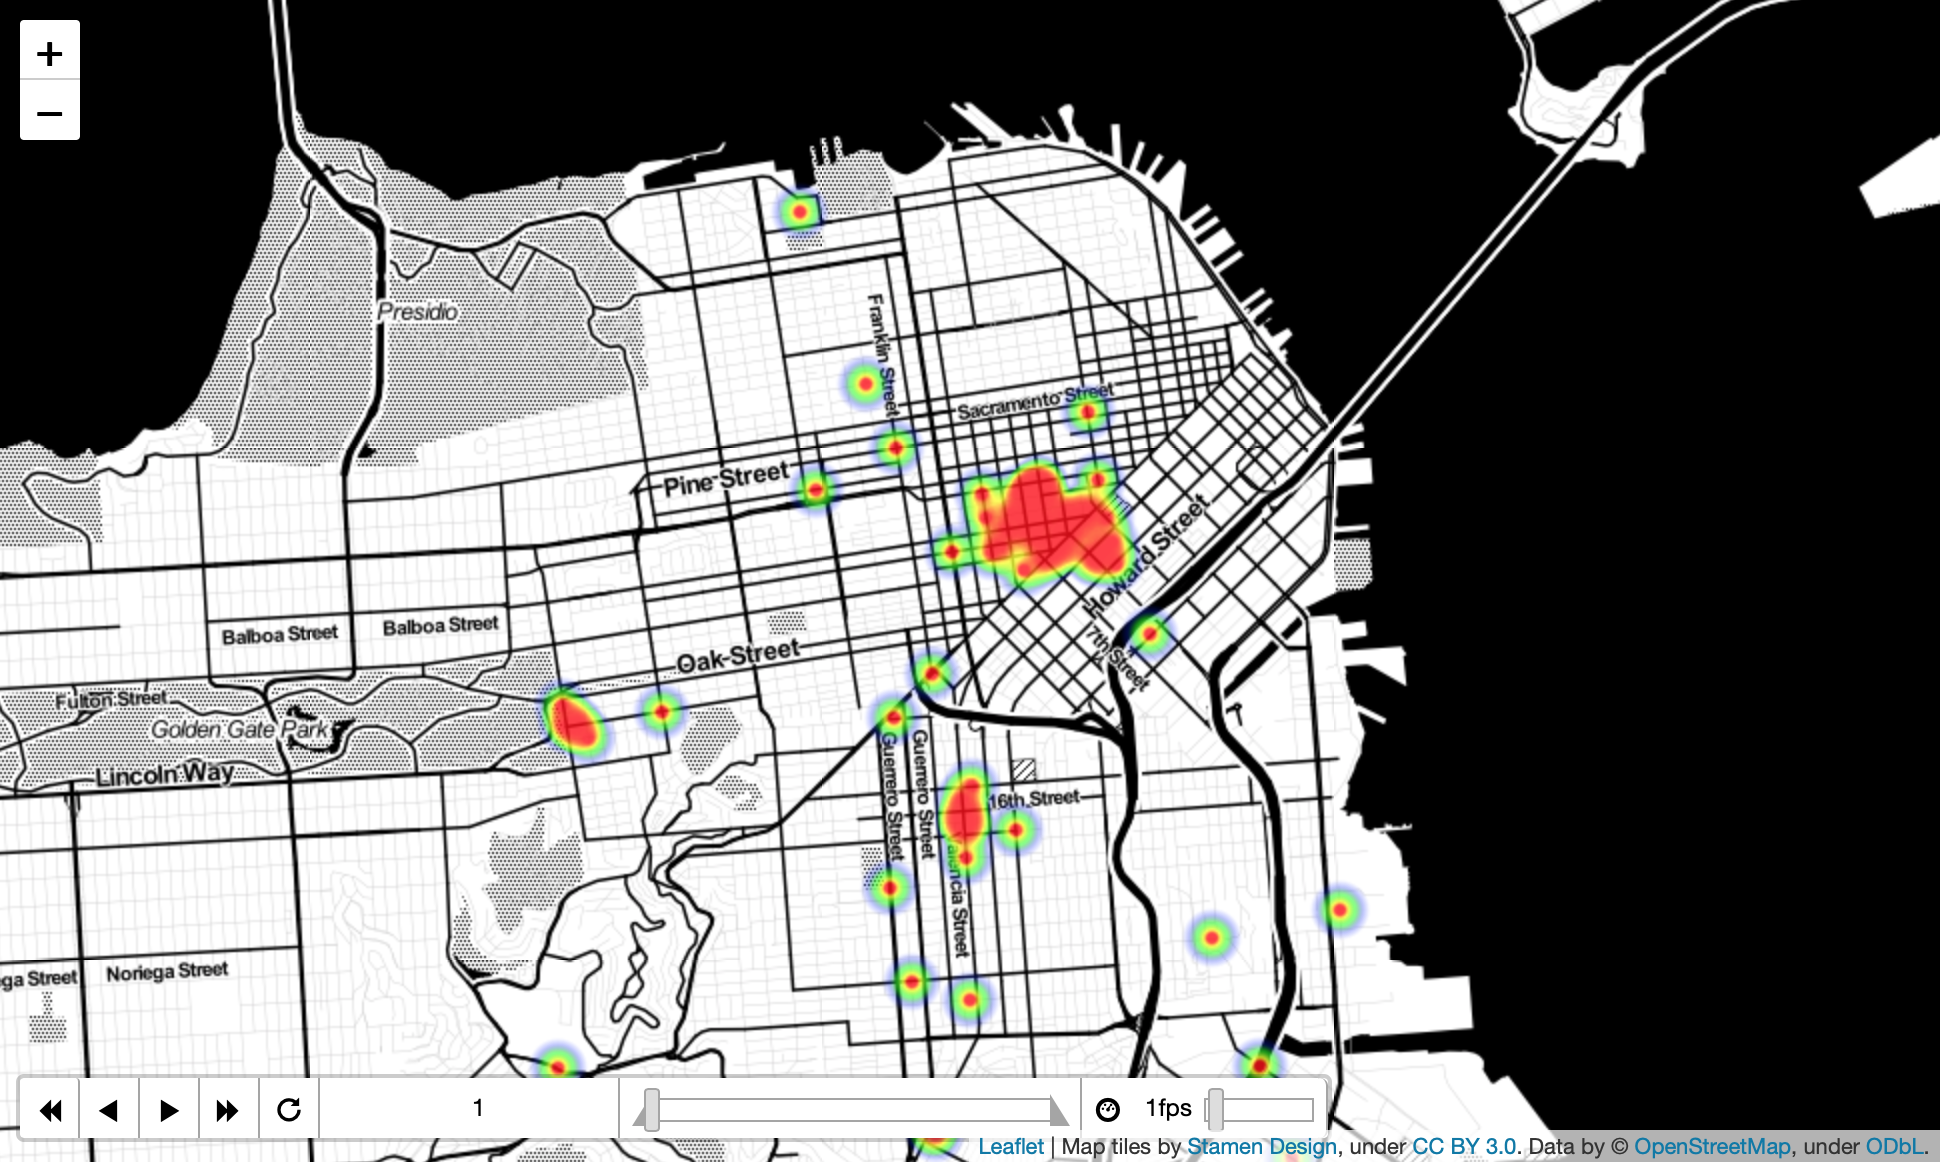 +
−
Presidio
Franklin Street
Sacramento Street
Pine Street
Howard Street
7th Street
Balboa Street
Balboa Street
Oak Street
Fulton Street
Golden Gate Park
Lincoln Way
Guerrero Street
Guerrero Street
16th Street
Street
Noriega Street
ga Street
1
1fps
Leaflet | Map tiles by Stamen Design, under CC BY 3.0. Data by © OpenStreetMap, under ODbL.